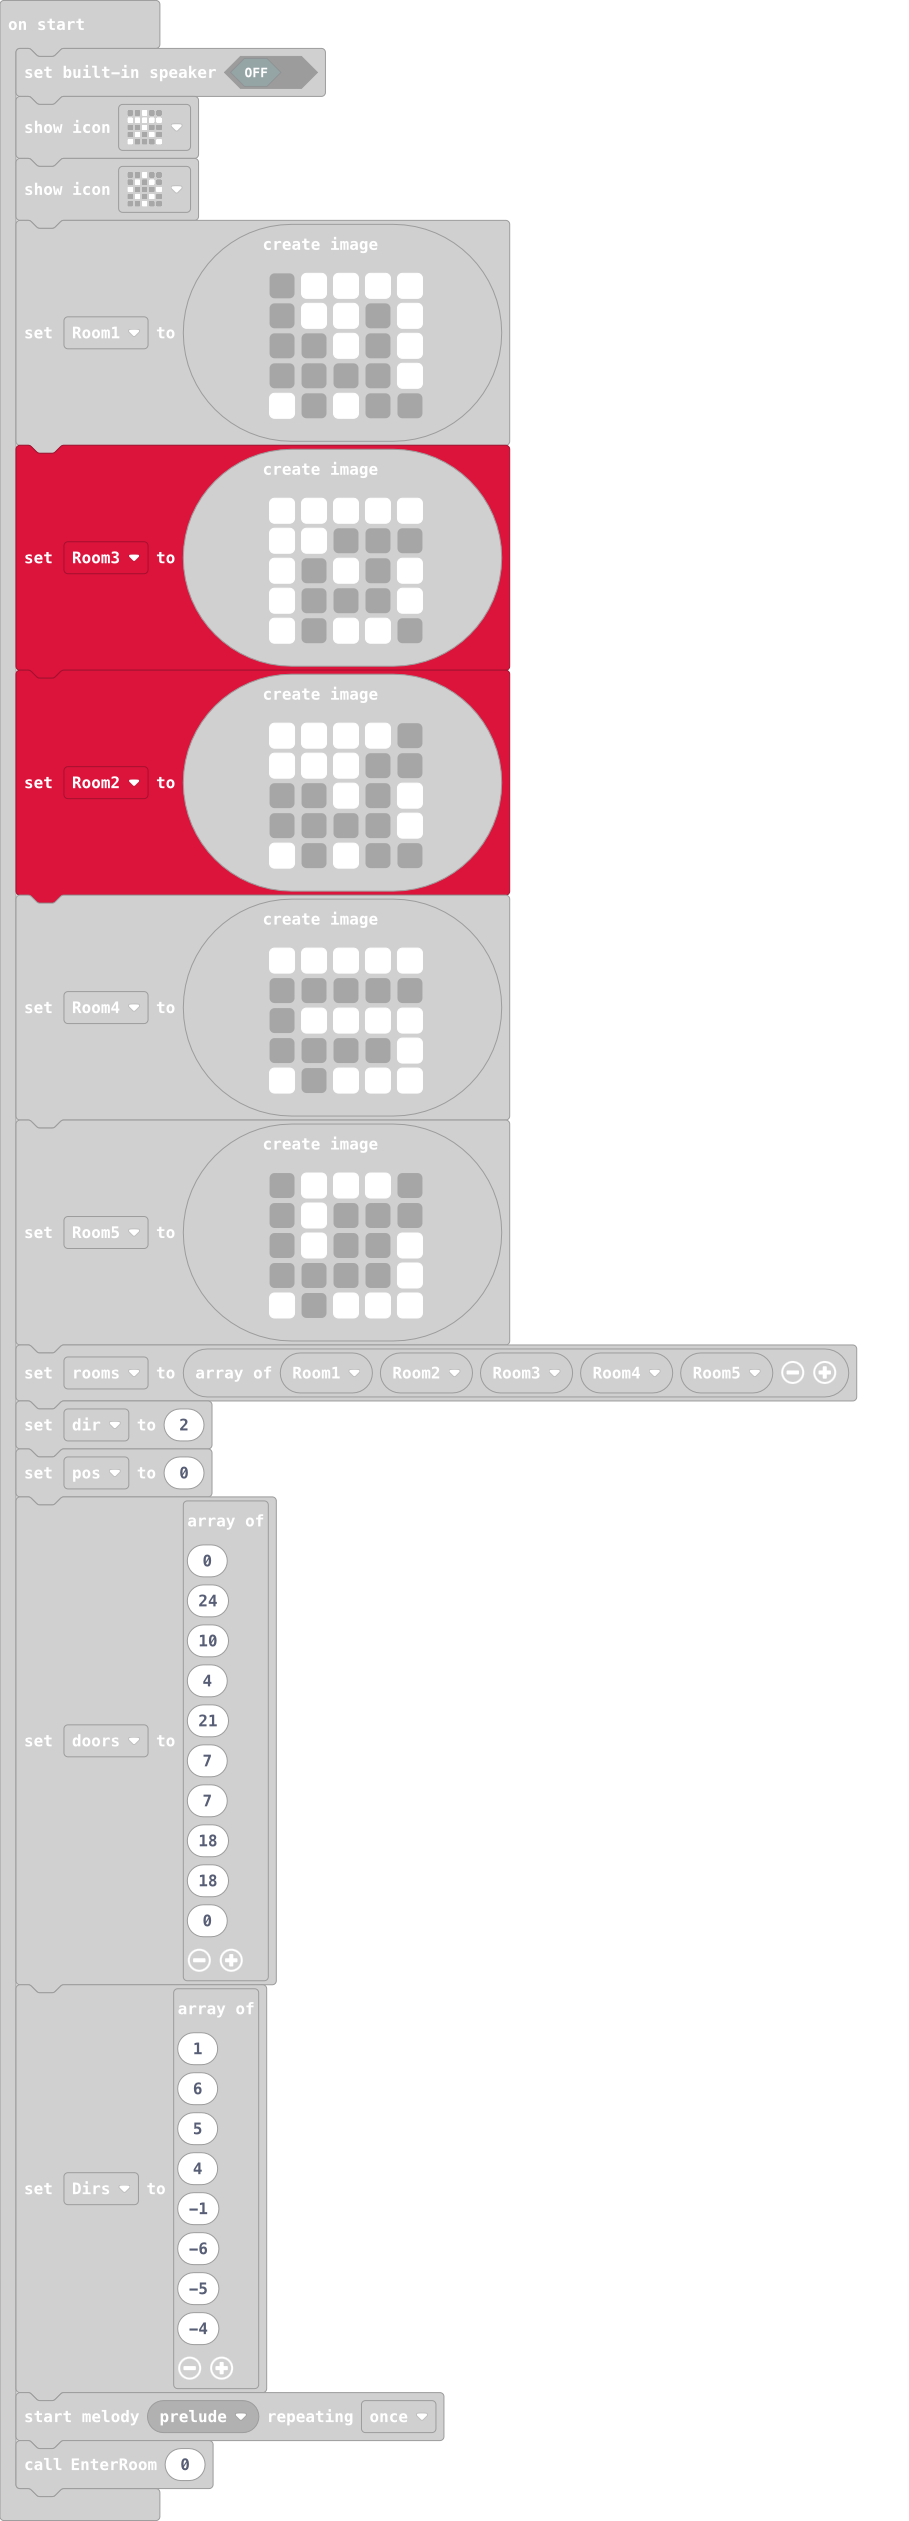 on start
set built-in speaker OFF
show icon
show icon
create image
set Room1 to
create image
set Room3 to
create image
set Room2 to
create image
set Room4 to
create image
set Room5 to
set rooms to array of Room1 Room2 Room3 Room4 Room5
set dir to 2
set pos to 0
array of
0
24
10
4
21
set doors to
7
7
18
18
0
array of
1
6
5
4
set Dirs to
-1
-6
-5
-4
start melody prelude repeating once
call EnterRoom 0